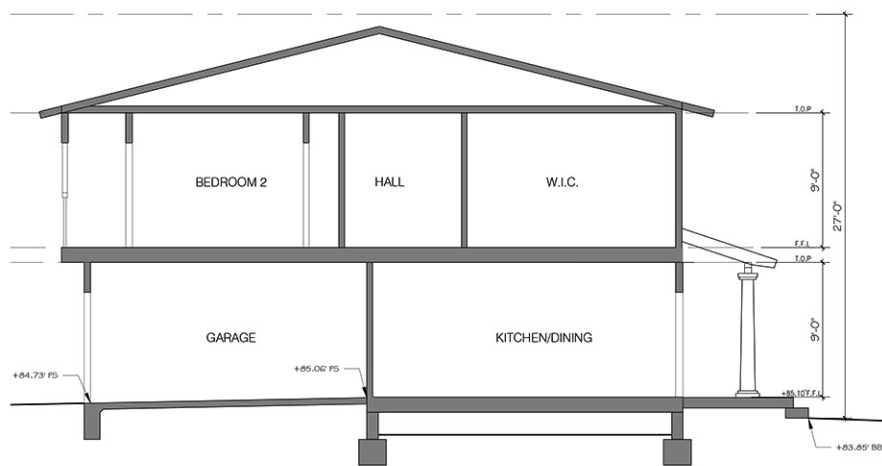 T.O.P
BEDROOM 2
HALL
W.I.C.
9'-0"
27'-0"
F.F.L
T.O.P
GARAGE
KITCHEN/DINING
9'-0"
+84.73' FS
+85.06' FS
+85.10'F.F.L
+83.85' BB